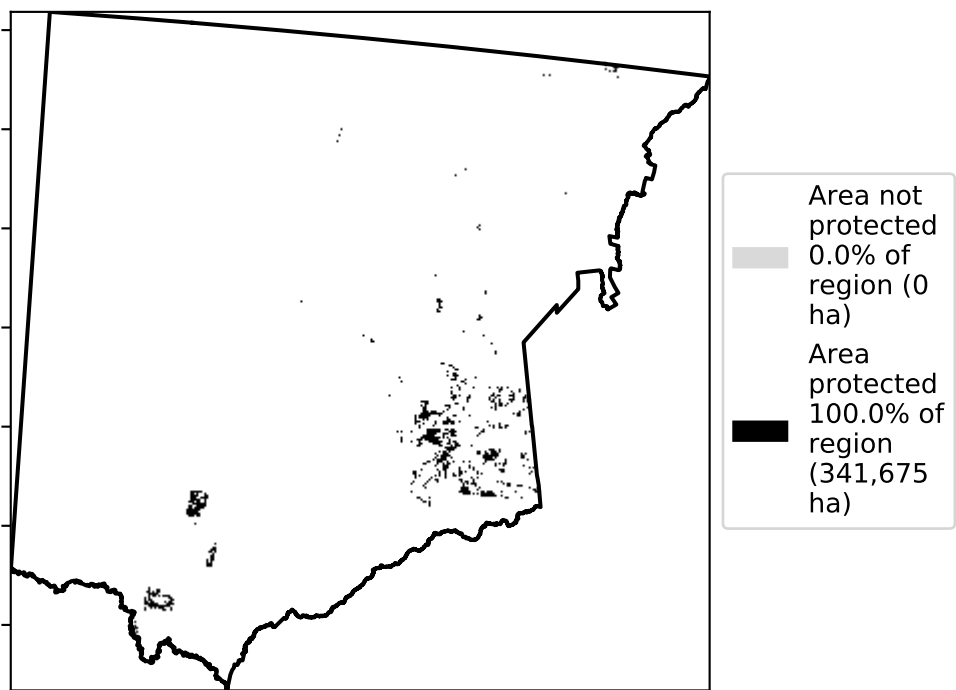 Area not
protected
0.0% of
region (0
ha)
Area
protected
100.0% of
region
(341,675
ha)